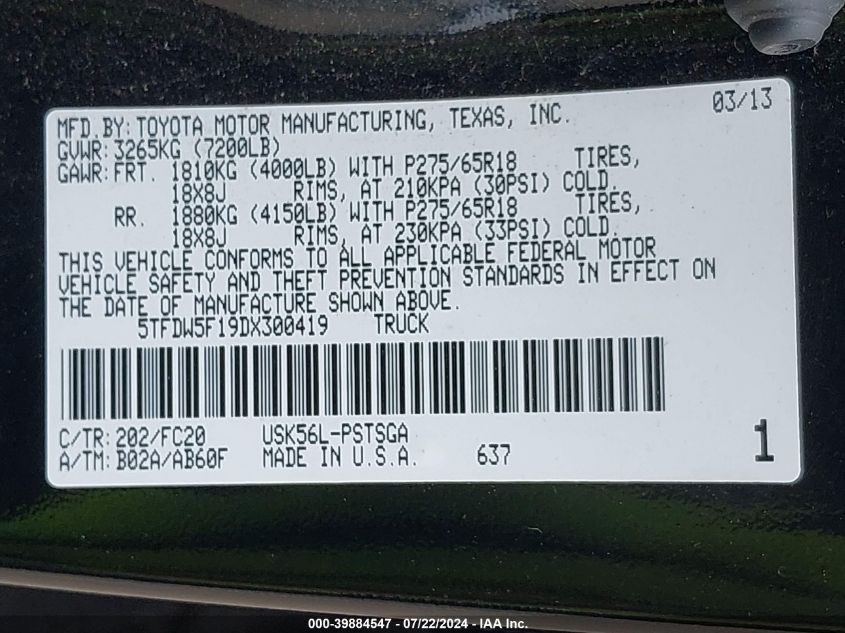 MFD.BY: TOYOTA MOTOR MANUFACTURING, TEXAS, INC. 03/13
GVWR: 3265KG (7200LB)
GAWR: FRT. 1810KG (4000LB) WITH P275/65R18 TIRES,
18X8J RIMS, AT 210KPA (30PSI) COLD.
RR. 1880KG (4150LB) WITH P275/65R18 TIRES,
18X8J RIMS, AT 230KPA (33PSI) COLD.
THIS VEHICLE CONFORMS TO ALL APPLICABLE FEDERAL MOTOR
VEHICLE SAFETY AND THEFT PREVENTION STANDARDS IN EFFECT ON
THE DATE OF MANUFACTURE SHOWN ABOVE.
5TFDW5F19DX300419 TRUCK
C/TR: 202/FC20 USK56L-PSTSGA
A/TM: B02A/AB60F MADE IN U.S.A. 637 1
000-39884547 - 07/22/2024 - IAA Inc.